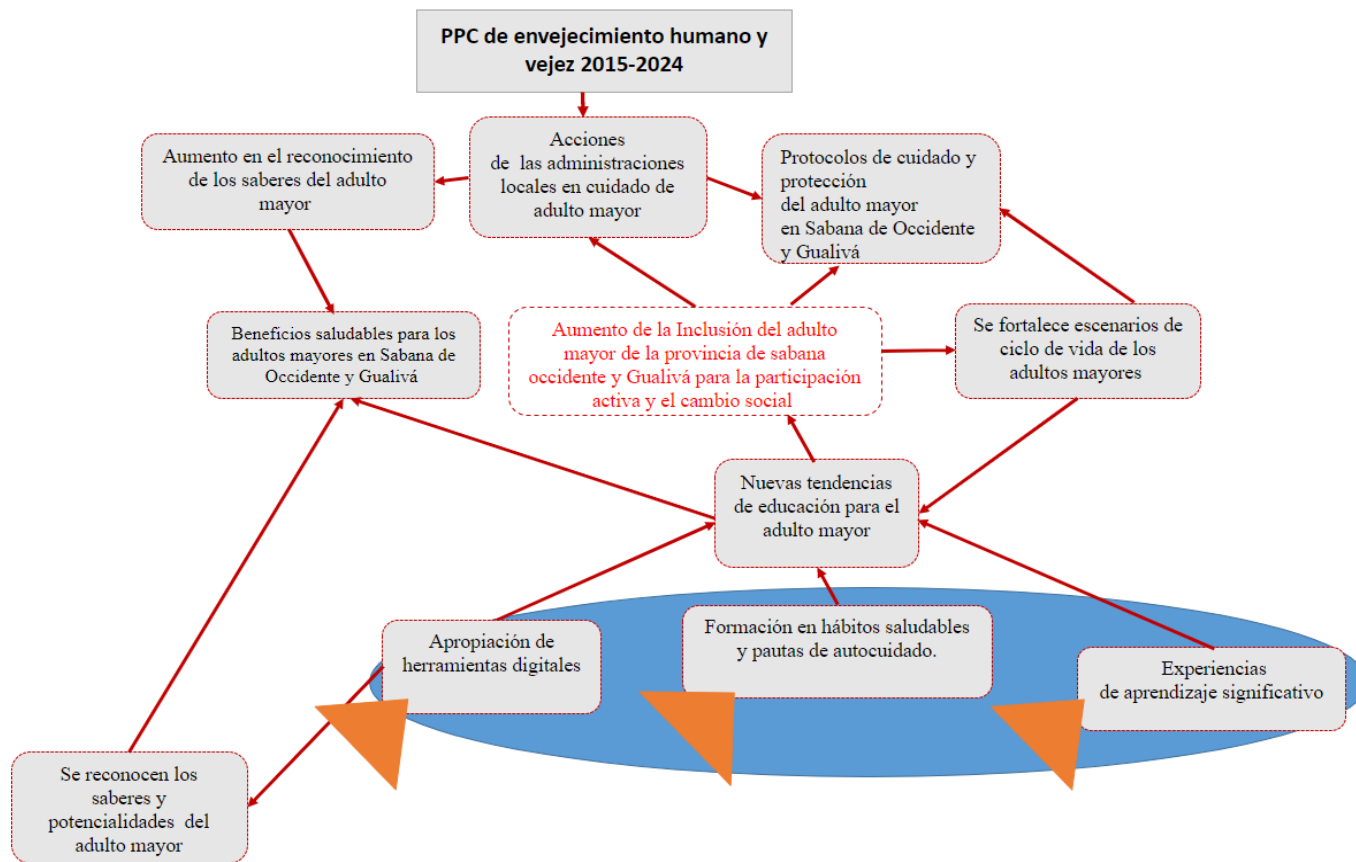 PPC de envejecimiento humano y
vejez 2015-2024
Aumento en el reconocimiento
de los saberes del adulto
mayor
Acciones
de las administraciones
locales en cuidado de
adulto mayor
Protocolos de cuidado y
protección
del adulto mayor
en Sabana de Occidente
y Gualivá
Beneficios saludables para los
adultos mayores en Sabana de
Occidente y Gualivá
Aumento de la Inclusión del adulto
mayor de la provincia de sabana
occidente y Gualivá para la participación
activa y el cambio social
Se fortalece escenarios de
ciclo de vida de los
adultos mayores
Nuevas tendencias
de educación para el
adulto mayor
Apropiación de
herramientas digitales
Formación en hábitos saludables
y pautas de autocuidado.
Experiencias
de aprendizaje significativo
Se reconocen los
saberes y
potencialidades del
adulto mayor